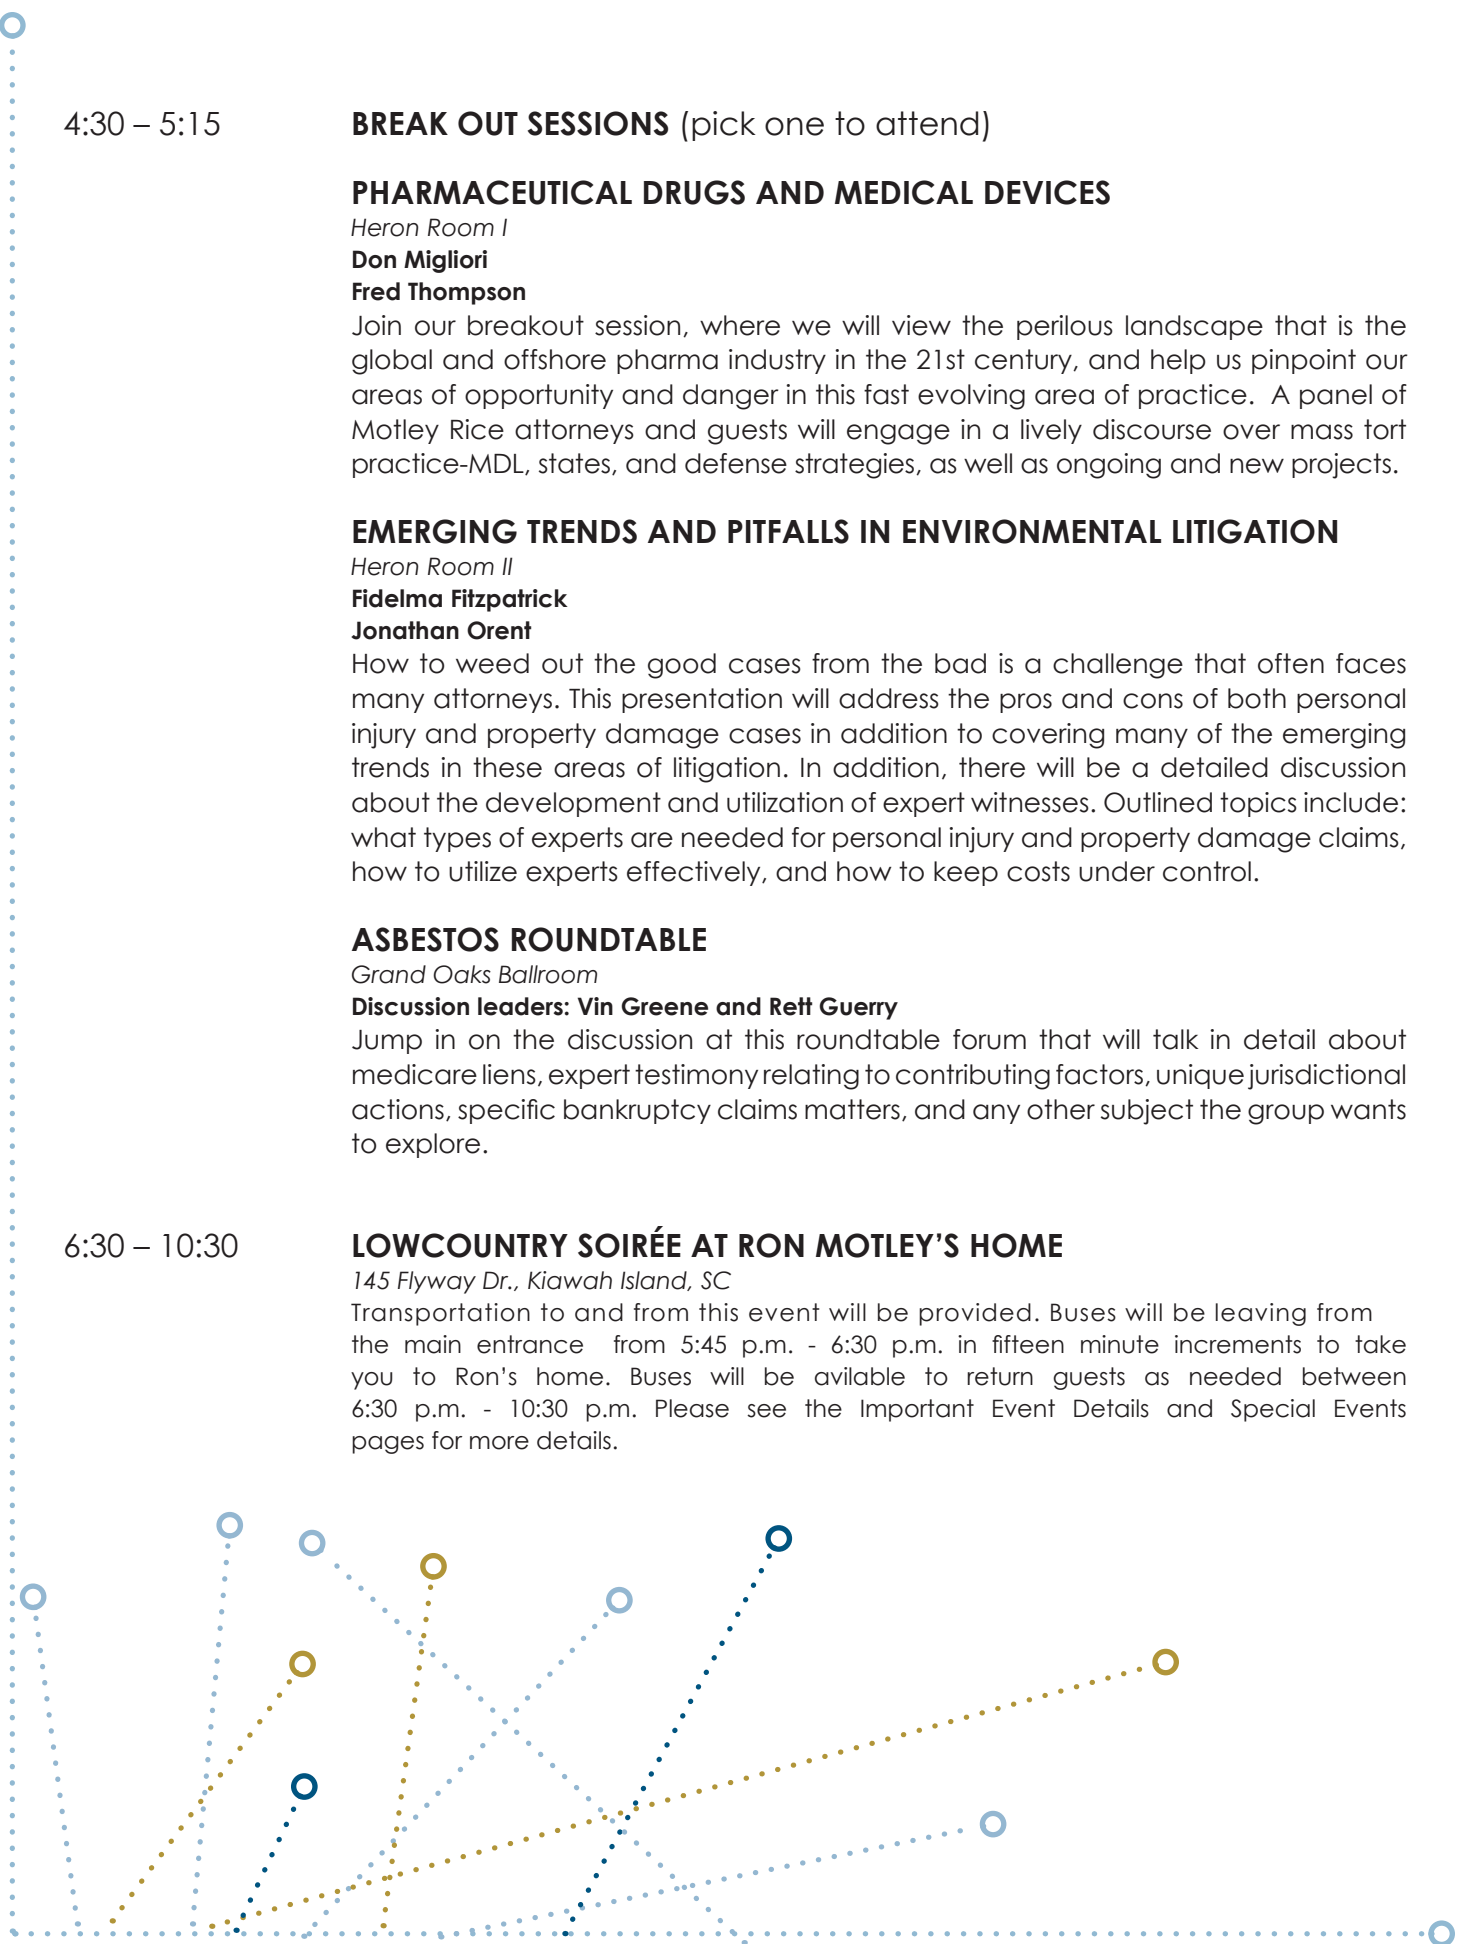 4:30 – 5:15 BREAK OUT SESSIONS (pick one to attend)
PHARMACEUTICAL DRUGS AND MEDICAL DEVICES
Heron Room I
Don Migliori
Fred Thompson
Join our breakout session, where we will view the perilous landscape that is the
global and offshore pharma industry in the 21st century, and help us pinpoint our
areas of opportunity and danger in this fast evolving area of practice.  A panel of
Motley Rice attorneys and guests will engage in a lively discourse over mass tort
practice-MDL, states, and defense strategies, as well as ongoing and new projects.
EMERGING TRENDS AND PITFALLS IN ENVIRONMENTAL LITIGATION
Heron Room II
Fidelma Fitzpatrick
Jonathan Orent
How to weed out the good cases from the bad is a challenge that often faces
many attorneys. This presentation will address the pros and cons of both personal
injury and property damage cases in addition to covering many of the emerging
trends in these areas of litigation. In addition, there will be a detailed discussion
about the development and utilization of expert witnesses. Outlined topics include:
what types of experts are needed for personal injury and property damage claims,
how to utilize experts effectively, and how to keep costs under control.
ASBESTOS ROUNDTABLE
Grand Oaks Ballroom
Discussion leaders: Vin Greene and Rett Guerry
Jump in on the discussion at this roundtable forum that will talk in detail about
medicare liens, expert testimony relating to contributing factors, unique jurisdictional
actions, specific bankruptcy claims matters, and any other subject the group wants
to explore.
6:30 – 10:30 LOWCOUNTRY SOIRÉE AT RON MOTLEY’S HOME
145 Flyway Dr., Kiawah Island, SC
Transportation to and from this event will be provided. Buses will be leaving from
the main entrance  from 5:45 p.m. - 6:30 p.m. in fifteen minute increments to take
you to Ron’s home. Buses will be avilable to return guests as needed between
6:30 p.m. - 10:30 p.m. Please see the Important Event Details and Special Events
pages for more details.